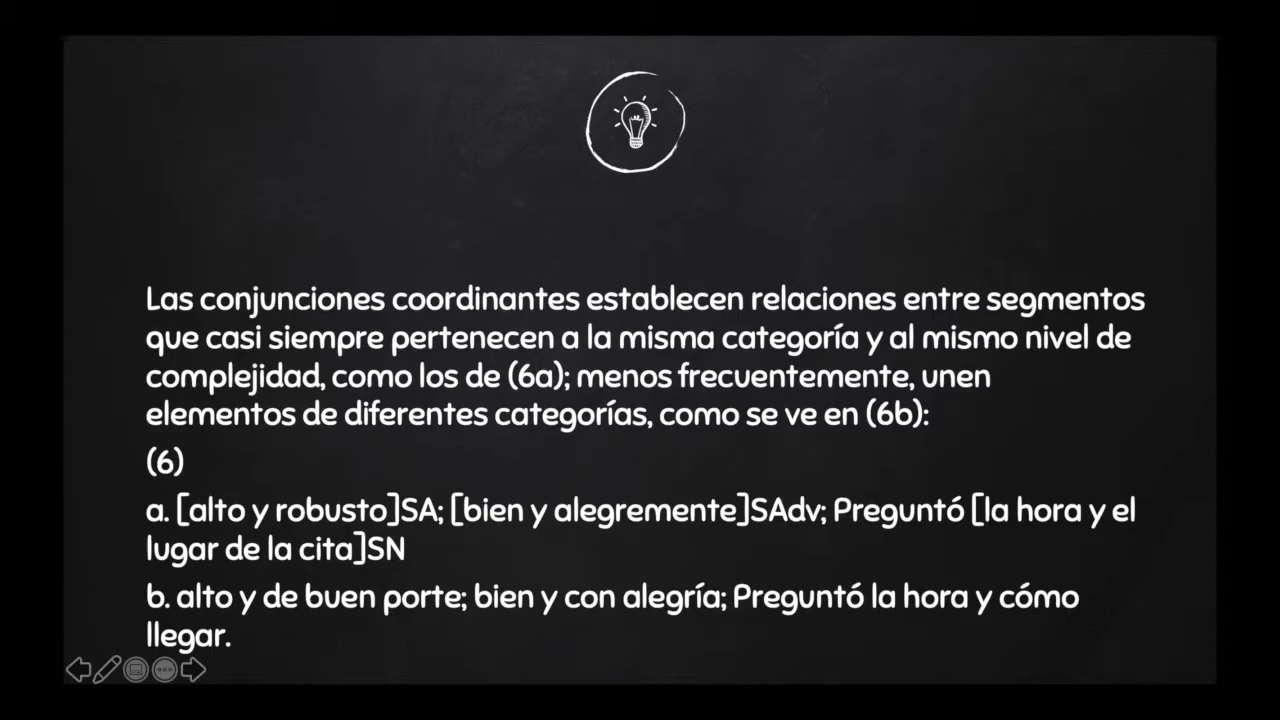 Las conjunciones coordinantes establecen relaciones entre segmentos
que casi siempre pertenecen a la misma categoría y al mismo nivel de
complejidad, como los de (6a); menos frecuentemente, unen
elementos de diferentes categorías, como se ve en (6b):
(6)
a. [alto y robusto]SA; [bien y alegremente]SAdv; Preguntó [la hora y el
lugar de la cita]SN
b. alto y de buen porte; bien y con alegría; Preguntó la hora y cómo
llegar.